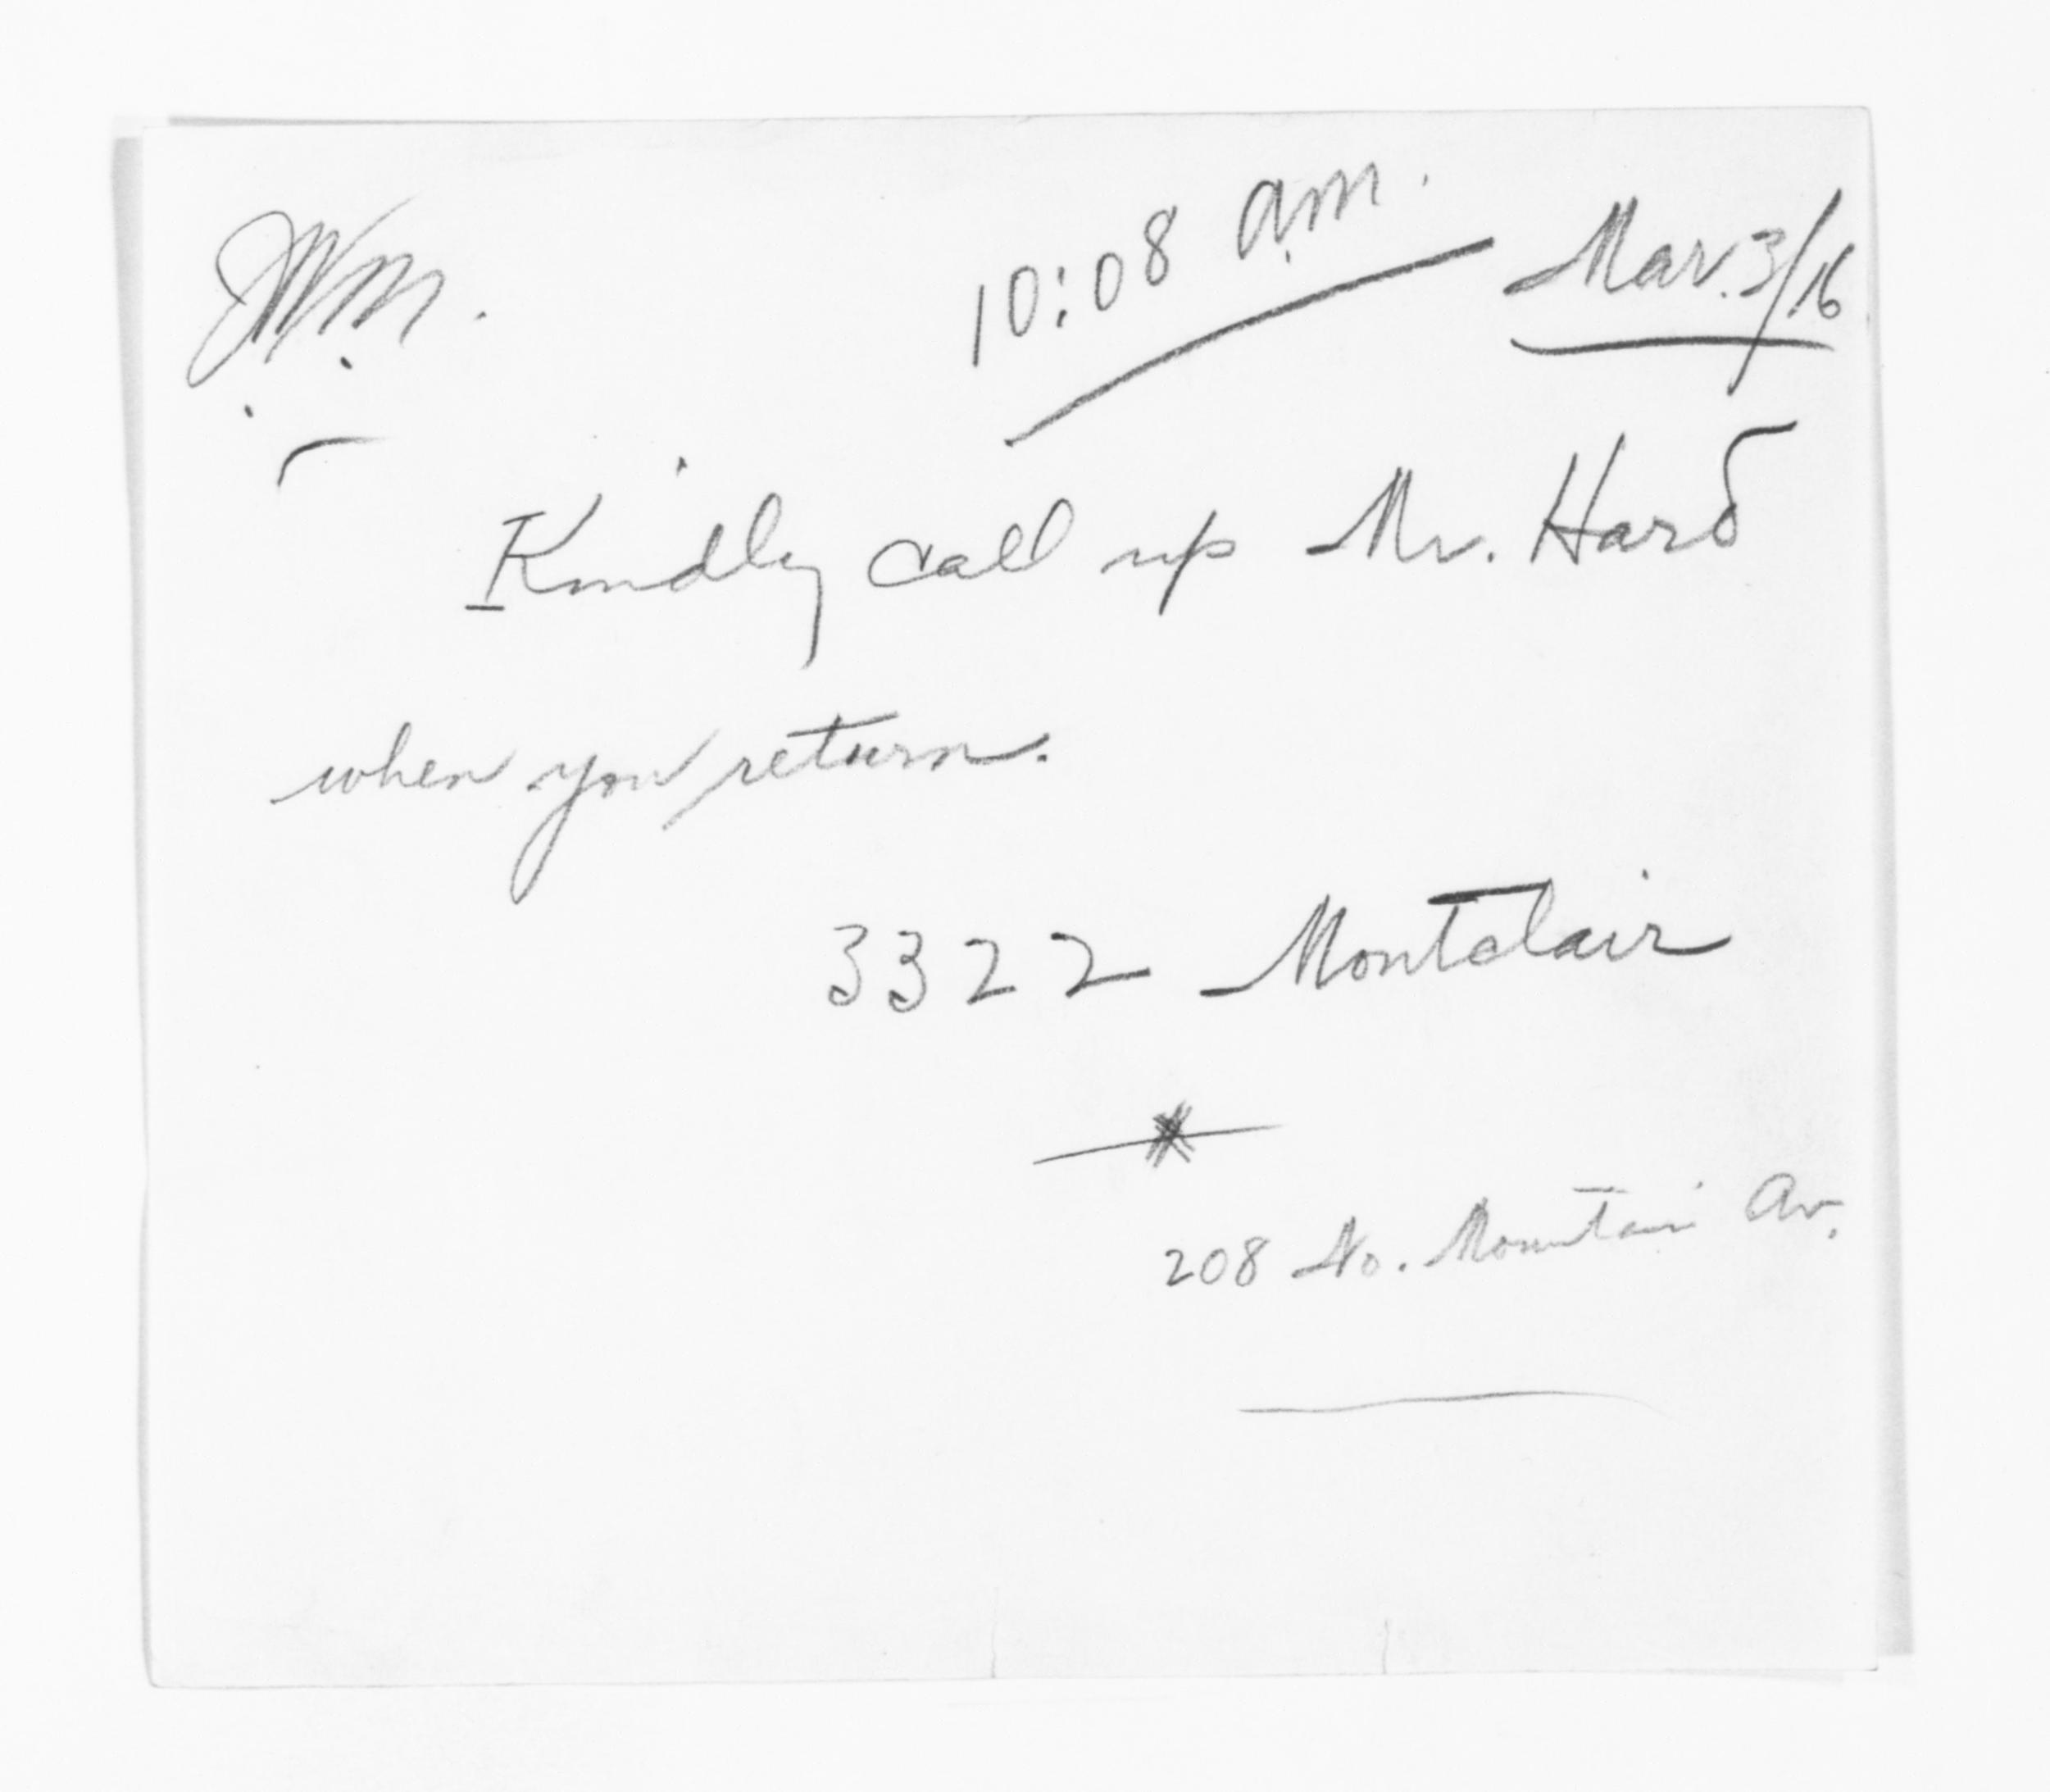 J.W.M. 10:08 a.m. Mar. 3/16
Kindly call up Mr. Hard
when you return.
3322 Montclair
208 No. Mountain Av.